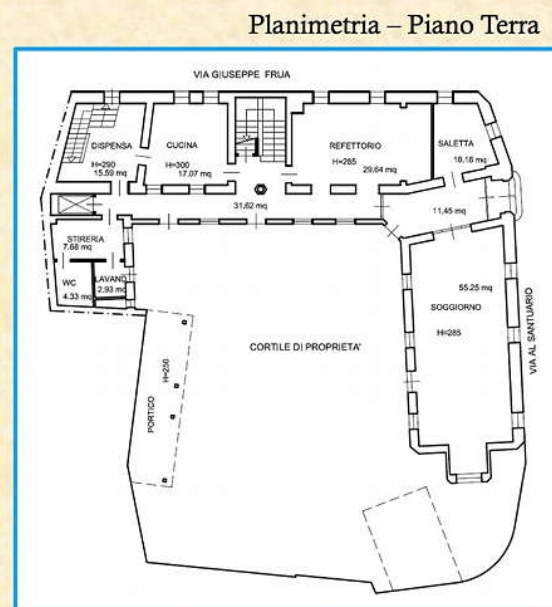 Planimetria – Piano Terra
VIA GIUSEPPE FRUA
DISPENSA
H=290
15.59 mq
CUCINA
H=300
17.07 mq
REFETTORIO
H=285
29.64 mq
SALETTA
10.16 mq
31.62 mq
11.45 mq
STIRERIA
7.68 mq
WC
4.33 mq
LAVAND.
2.93 mq
55.25 mq
SOGGIORNO
H=285
CORTILE DI PROPRIETA'
PORTICO
H=250
VIA AL SANTUARIO